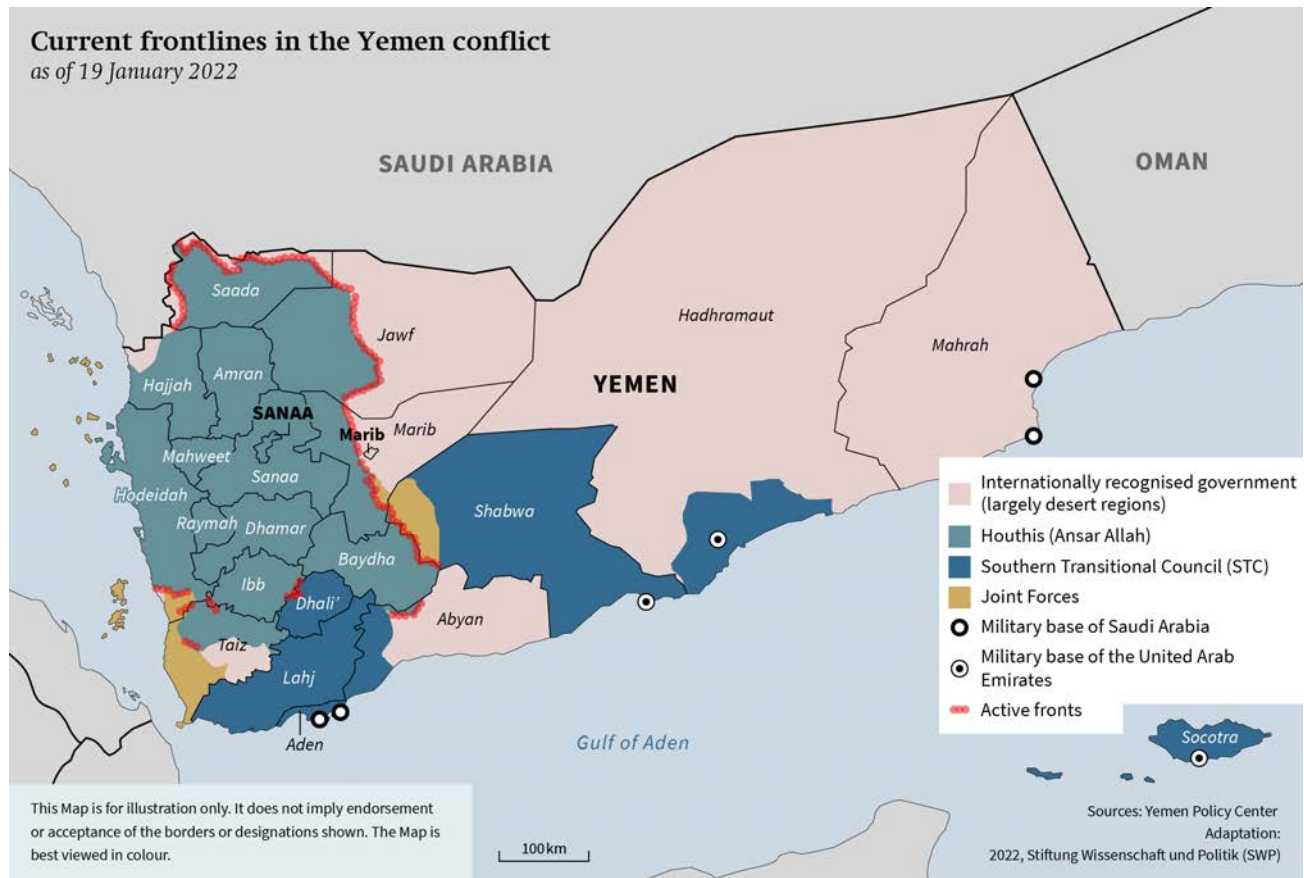 Current frontlines in the Yemen conflict
as of 19 January 2022
SAUDI ARABIA
OMAN
Saada
Jawf
Hadhramaut
Mahrah
Hajjah
Amran
YEMEN
SANAA
Marib
Marib
Mahweet
Sanaa
Hodeidah
Raymah
Dhamar
Shabwa
Baydha
Ibb
Dhali’
Abyan
Taiz
Lahj
Aden
Gulf of Aden
Socotra
Internationally recognised government
(largely desert regions)
Houthis (Ansar Allah)
Southern Transitional Council (STC)
Joint Forces
Military base of Saudi Arabia
Military base of the United Arab
Emirates
Active fronts
This Map is for illustration only. It does not imply endorsement
or acceptance of the borders or designations shown. The Map is
best viewed in colour.
100 km
Sources: Yemen Policy Center
Adaptation:
2022, Stiftung Wissenschaft und Politik (SWP)